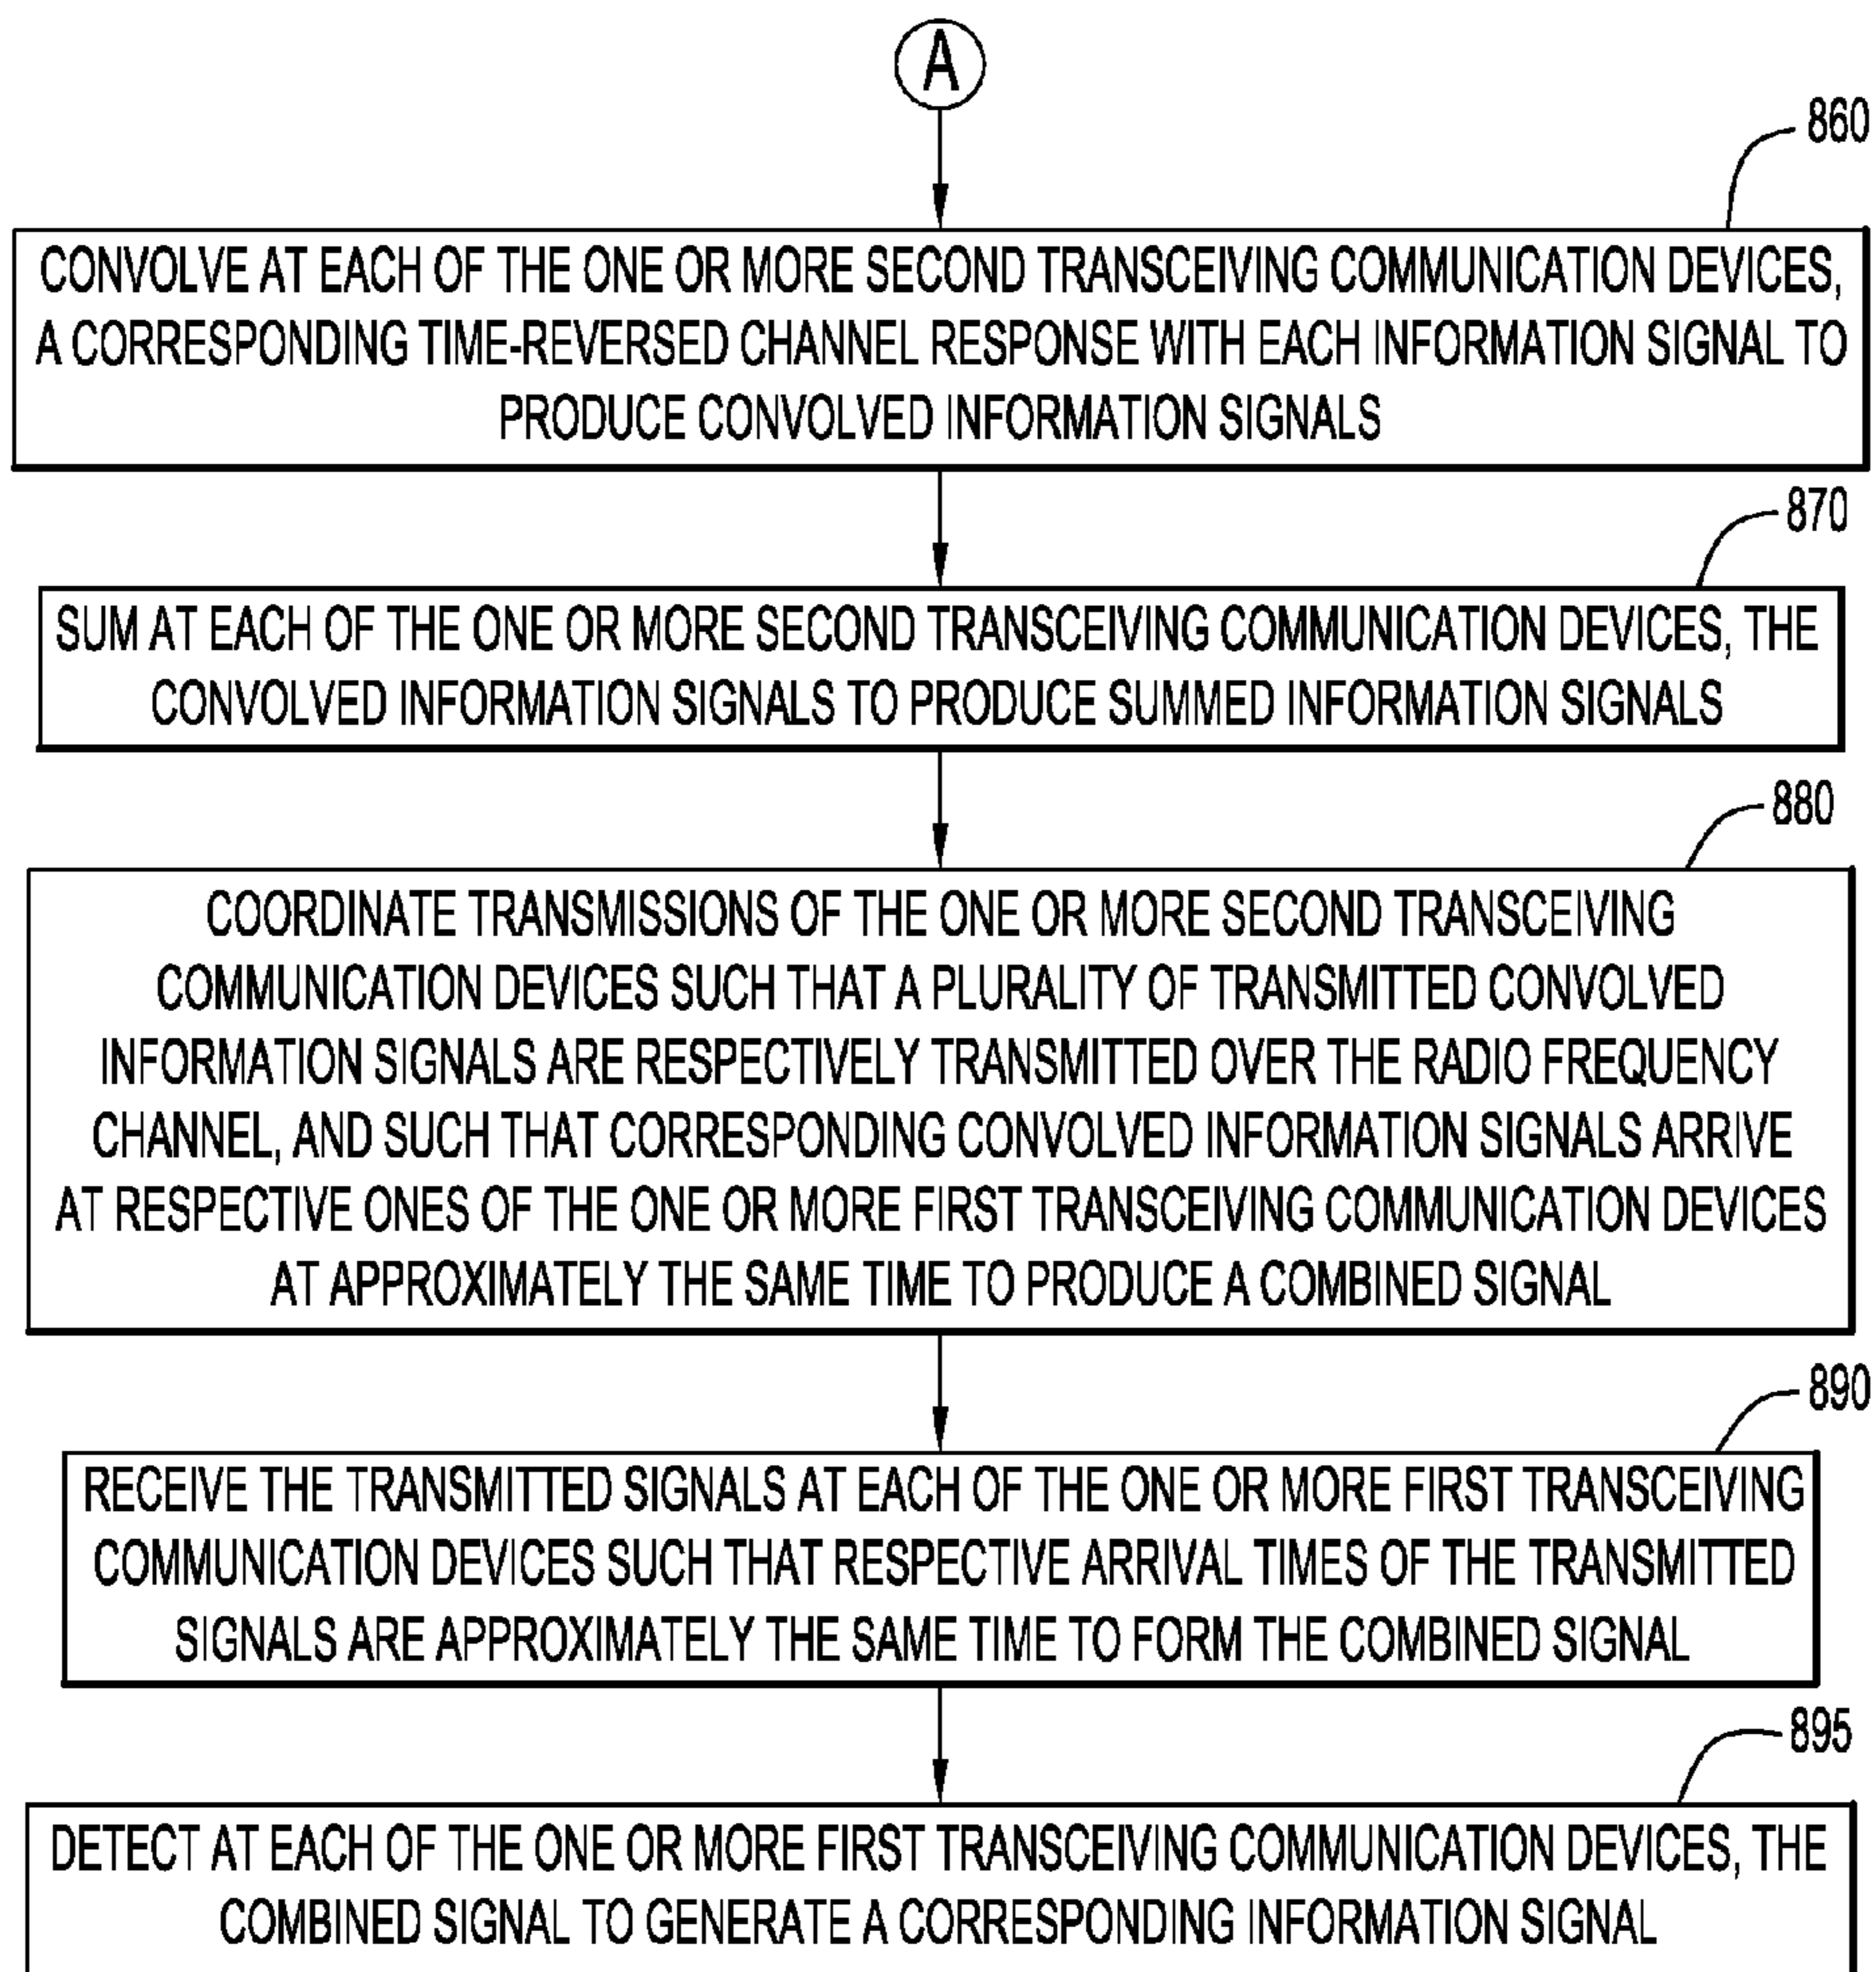 A
860
CONVOLVE AT EACH OF THE ONE OR MORE SECOND TRANSCEIVING COMMUNICATION DEVICES,
A CORRESPONDING TIME-REVERSED CHANNEL RESPONSE WITH EACH INFORMATION SIGNAL TO
PRODUCE CONVOLVED INFORMATION SIGNALS
870
SUM AT EACH OF THE ONE OR MORE SECOND TRANSCEIVING COMMUNICATION DEVICES, THE
CONVOLVED INFORMATION SIGNALS TO PRODUCE SUMMED INFORMATION SIGNALS
880
COORDINATE TRANSMISSIONS OF THE ONE OR MORE SECOND TRANSCEIVING
COMMUNICATION DEVICES SUCH THAT A PLURALITY OF TRANSMITTED CONVOLVED
INFORMATION SIGNALS ARE RESPECTIVELY TRANSMITTED OVER THE RADIO FREQUENCY
CHANNEL, AND SUCH THAT CORRESPONDING CONVOLVED INFORMATION SIGNALS ARRIVE
AT RESPECTIVE ONES OF THE ONE OR MORE FIRST TRANSCEIVING COMMUNICATION DEVICES
AT APPROXIMATELY THE SAME TIME TO PRODUCE A COMBINED SIGNAL
890
RECEIVE THE TRANSMITTED SIGNALS AT EACH OF THE ONE OR MORE FIRST TRANSCEIVING
COMMUNICATION DEVICES SUCH THAT RESPECTIVE ARRIVAL TIMES OF THE TRANSMITTED
SIGNALS ARE APPROXIMATELY THE SAME TIME TO FORM THE COMBINED SIGNAL
895
DETECT AT EACH OF THE ONE OR MORE FIRST TRANSCEIVING COMMUNICATION DEVICES, THE
COMBINED SIGNAL TO GENERATE A CORRESPONDING INFORMATION SIGNAL